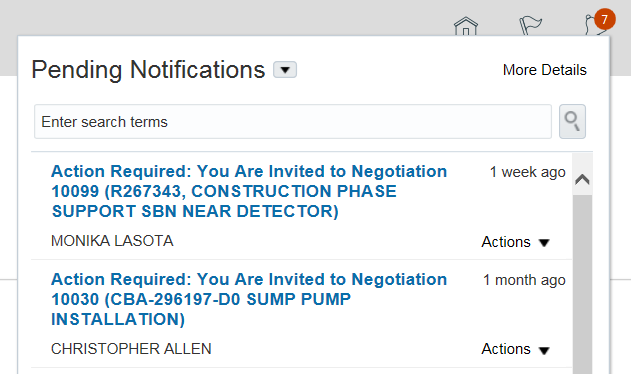 7
Pending Notifications
More Details
Enter search terms
Action Required: You Are Invited to Negotiation
1 week ago
10099 (R267343, CONSTRUCTION PHASE
SUPPORT SBN NEAR DETECTOR)
MONIKA LASOTA
Actions
Action Required: You Are Invited to Negotiation
1 month ago
10030 (CBA-296197-D0 SUMP PUMP
INSTALLATION)
CHRISTOPHER ALLEN
Actions